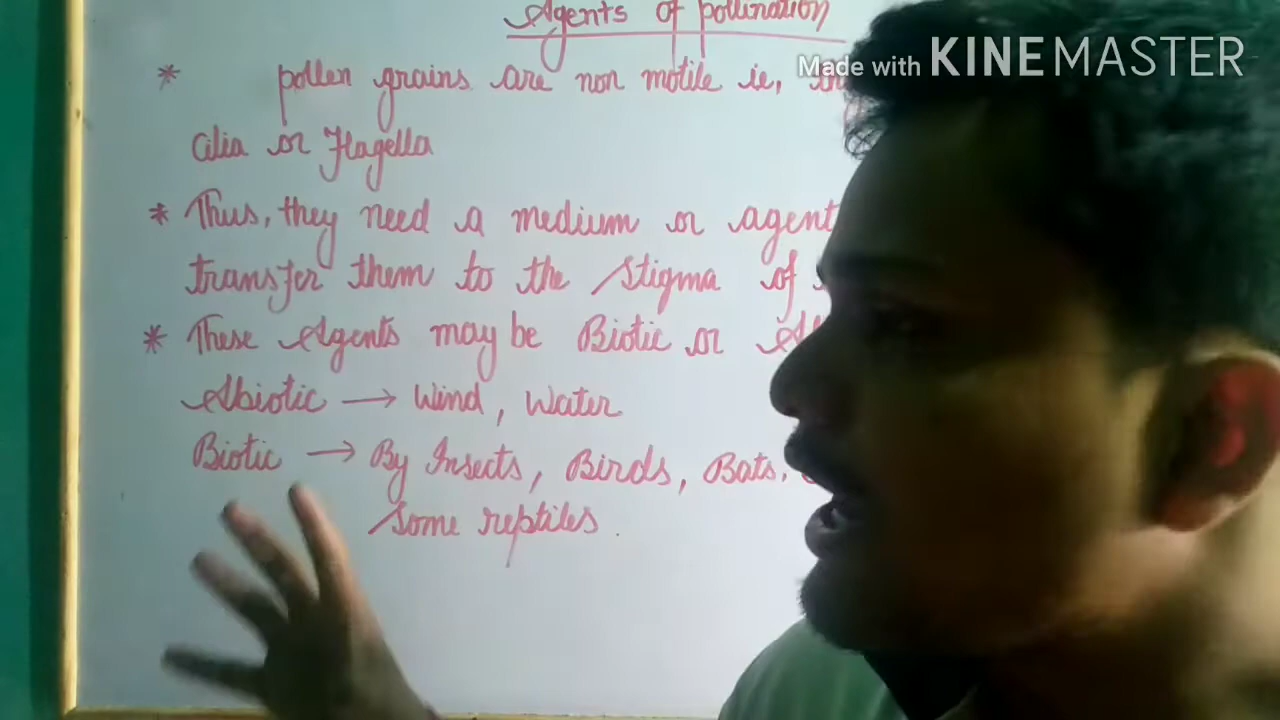 Agents of pollination
Made with KINEMASTER
* pollen grains are non motile ie,
Cilia or Flagella
* Thus, they need a medium or agent
transfer them to the stigma of
* These Agents may be Biotic or
Abiotic → Wind, Water
Biotic → By Insects, Birds, Bats,
Some reptiles.